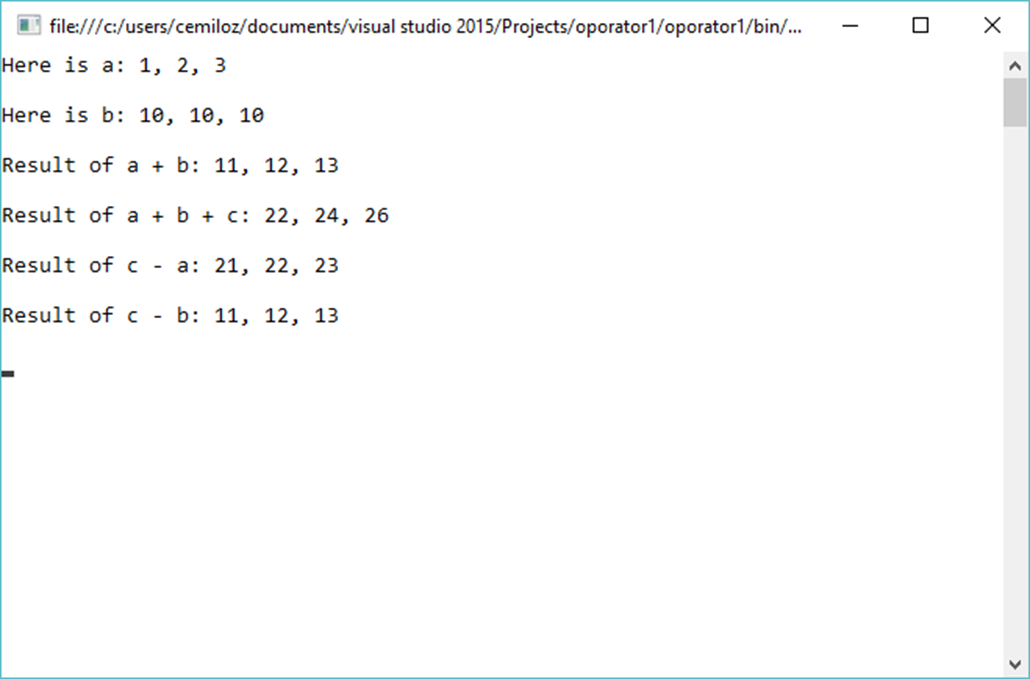 file:///c:/users/cemiloz/documents/visual studio 2015/Projects/oporator1/oporator1/bin/...
Here is a: 1, 2, 3
Here is b: 10, 10, 10
Result of a + b: 11, 12, 13
Result of a + b + c: 22, 24, 26
Result of c - a: 21, 22, 23
Result of c - b: 11, 12, 13